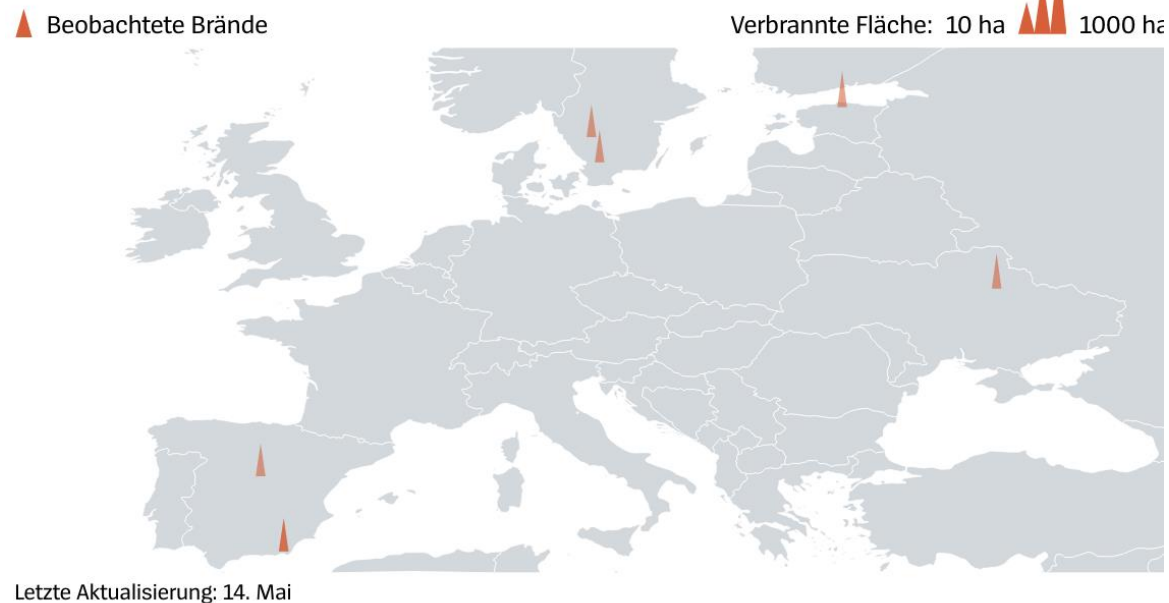 Beobachtete Brände
Verbrannte Fläche: 10 ha 1000 ha
Letzte Aktualisierung: 14. Mai